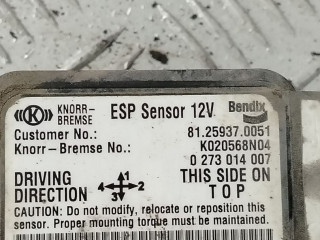 KNORR-BREMSE ESP Sensor 12V Bendix
Customer No.: 81.25937.0051
Knorr-Bremse No.: K020568N04
0 273 014 007
DRIVING DIRECTION 1 2 3 4 THIS SIDE ON TOP
CAUTION: Do not modify, relocate or reposition this
sensor. Proper mounting torque must be maintained.